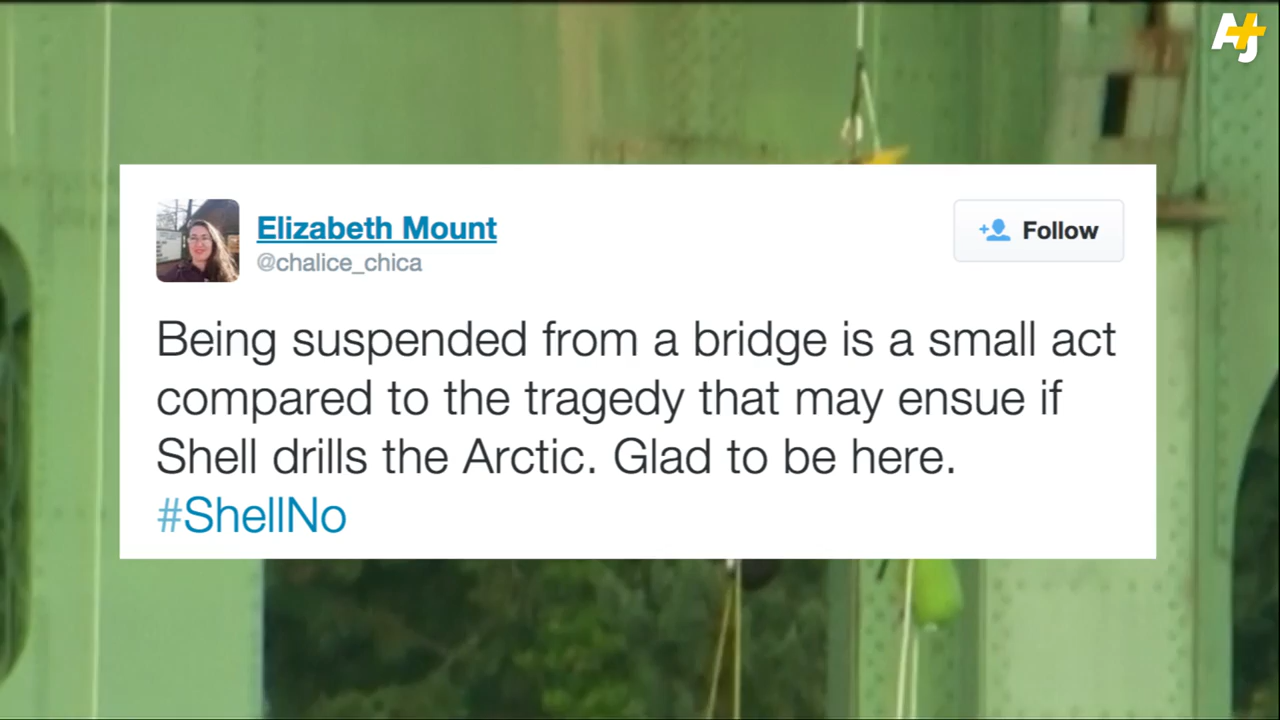 AJ+
Elizabeth Mount
@chalice_chica
Follow
Being suspended from a bridge is a small act
compared to the tragedy that may ensue if
Shell drills the Arctic. Glad to be here.
#ShellNo